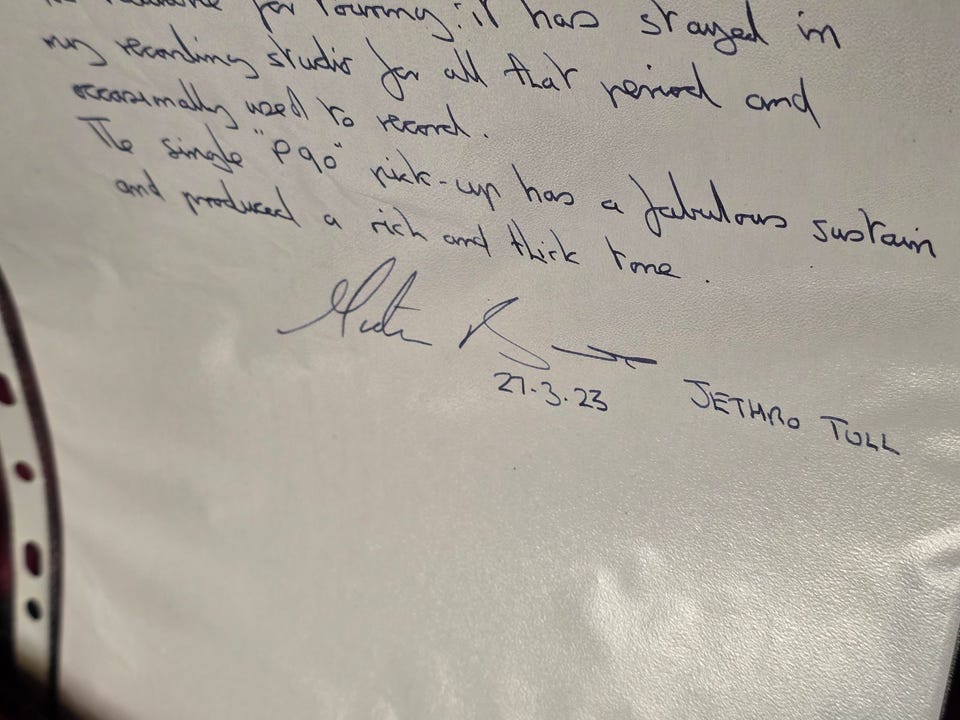 for touring: it has stayed in
my recording studio for all that period and
occasionally used to record.
The single "P90" pick-up has a fabulous sustain
and produced a rich and thick tone.
Martin B
27.3.23 JETHRO TULL